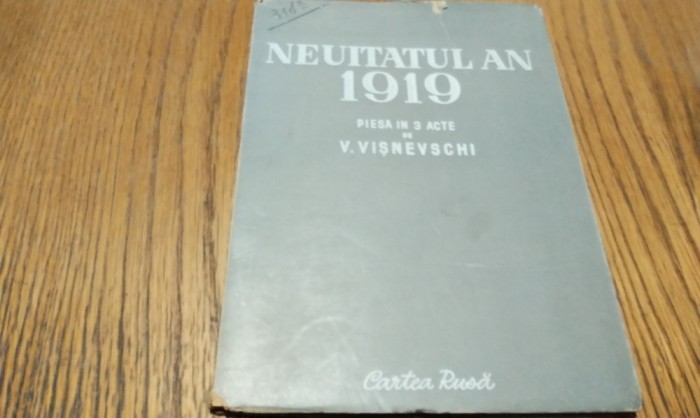 NEUITATUL AN
1919
PIESA IN 3 ACTE
DE
V. VIȘNEVSCHI
Cartea Rusă